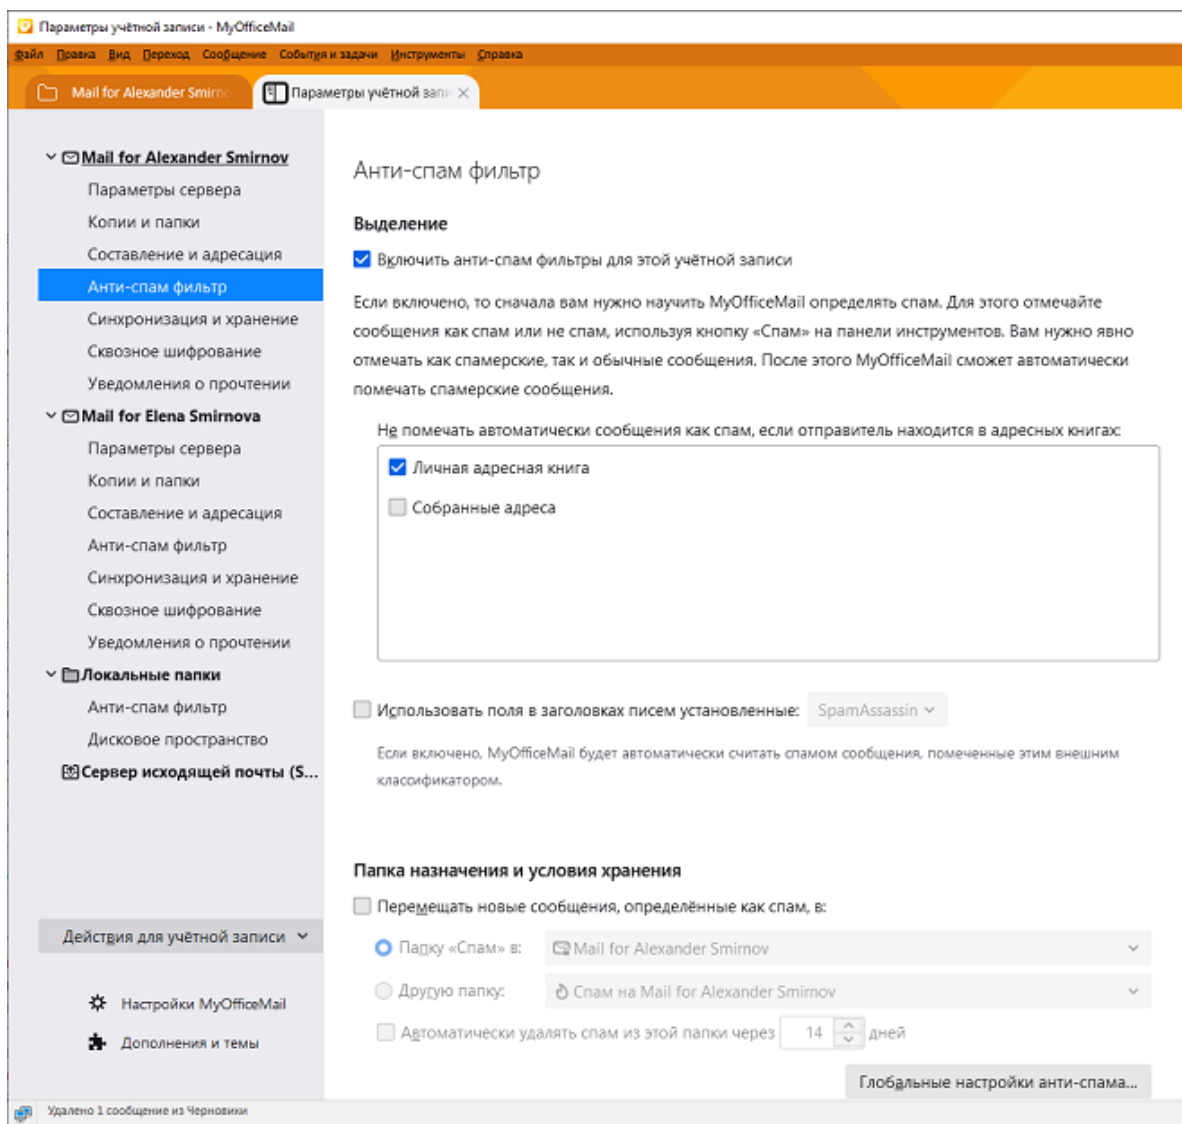 Параметры учётной записи - MyOfficeMail
Файл Правка Вид Переход Сообщение События и задачи Инструменты Справка
Mail for Alexander Smirno
Параметры учётной запи
Mail for Alexander Smirnov
Параметры сервера
Копии и папки
Составление и адресация
Анти-спам фильтр
Синхронизация и хранение
Сквозное шифрование
Уведомления о прочтении
Mail for Elena Smirnova
Параметры сервера
Копии и папки
Составление и адресация
Анти-спам фильтр
Синхронизация и хранение
Сквозное шифрование
Уведомления о прочтении
Локальные папки
Анти-спам фильтр
Дисковое пространство
Сервер исходящей почты (S...
Действия для учётной записи
Настройки MyOfficeMail
Дополнения и темы
Анти-спам фильтр
Выделение
Включить анти-спам фильтры для этой учётной записи
Если включено, то сначала вам нужно научить MyOfficeMail определять спам. Для этого отмечайте
сообщения как спам или не спам, используя кнопку «Спам» на панели инструментов. Вам нужно явно
отмечать как спамерские, так и обычные сообщения. После этого MyOfficeMail сможет автоматически
помечать спамерские сообщения.
Не помечать автоматически сообщения как спам, если отправитель находится в адресных книгах:
Личная адресная книга
Собранные адреса
Использовать поля в заголовках писем установленные: SpamAssassin
Если включено, MyOfficeMail будет автоматически считать спамом сообщения, помеченные этим внешним
классификатором.
Папка назначения и условия хранения
Перемещать новые сообщения, определённые как спам, в:
Папку «Спам» в: Mail for Alexander Smirnov
Другую папку: Спам на Mail for Alexander Smirnov
Автоматически удалять спам из этой папки через 14 дней
Глобальные настройки анти-спама...
Удалено 1 сообщение из Черновики